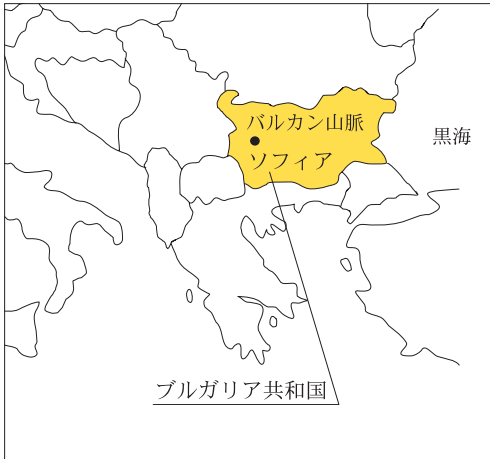 バルカン山脈
黒海
ソフィア
ブルガリア共和国